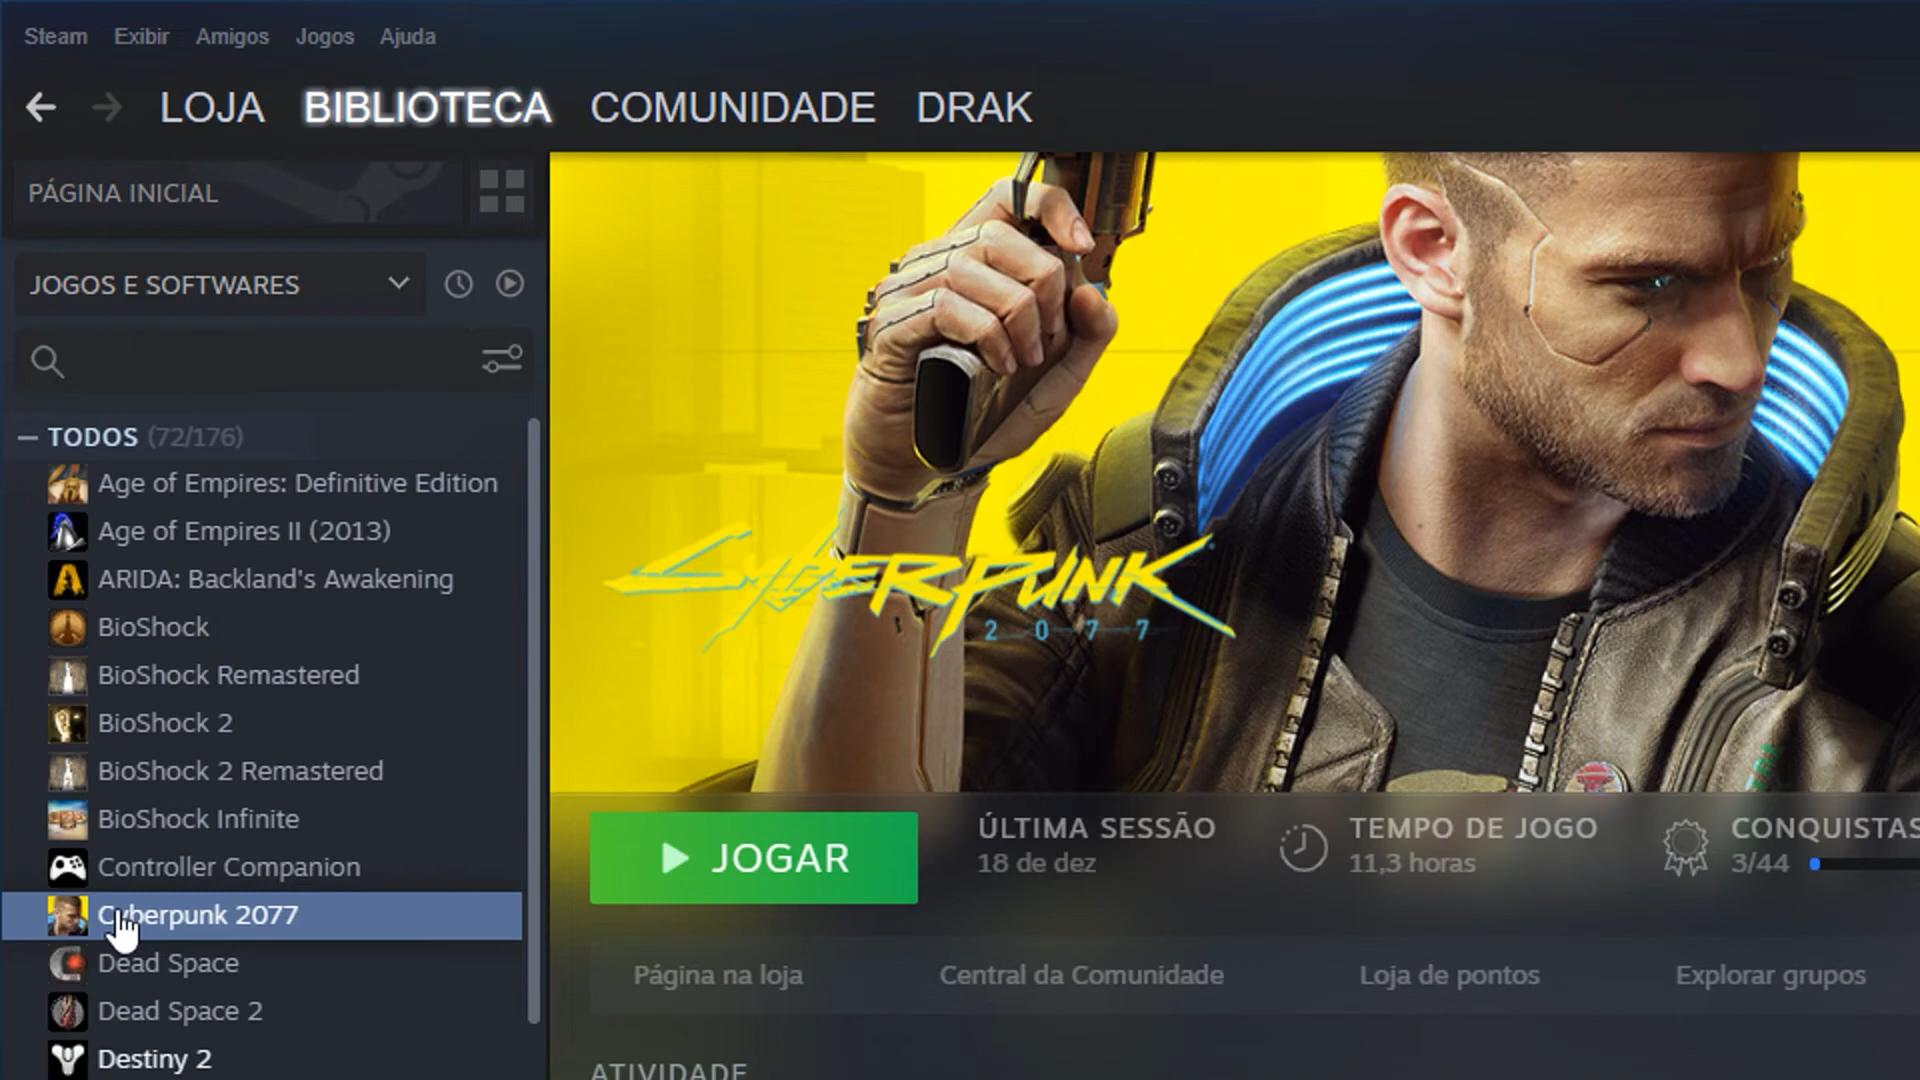 Steam Exibir Amigos Jogos Ajuda
LOJA BIBLIOTECA COMUNIDADE DRAK
PÁGINA INICIAL
JOGOS E SOFTWARES
TODOS (72/176)
Age of Empires: Definitive Edition
Age of Empires II (2013)
ARIDA: Backland's Awakening
BioShock
BioShock Remastered
BioShock 2
BioShock 2 Remastered
BioShock Infinite
Controller Companion
Cyberpunk 2077
Dead Space
Dead Space 2
Destiny 2
CYBERPUNK
2077
JOGAR
ÚLTIMA SESSÃO
18 de dez
TEMPO DE JOGO
11,3 horas
CONQUISTAS
3/44
Página na loja Central da Comunidade Loja de pontos Explorar grupos
ATIVIDADE